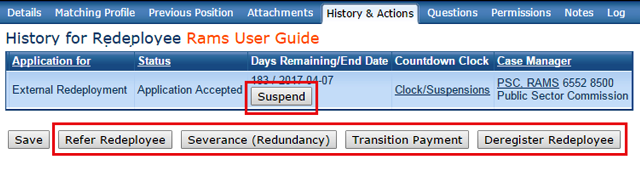 Details Matching Profile Previous Position Attachments History & Actions Questions Permissions Notes Log
History for Redeployee Rams User Guide
Application for Status Days Remaining/End Date Countdown Clock Case Manager
External Redeployment Application Accepted 183 / 2017-04-07 Clock/Suspensions PSC, RAMS 6552 8500
Suspend Public Sector Commission
Save Refer Redeployee Severance (Redundancy) Transition Payment Deregister Redeployee